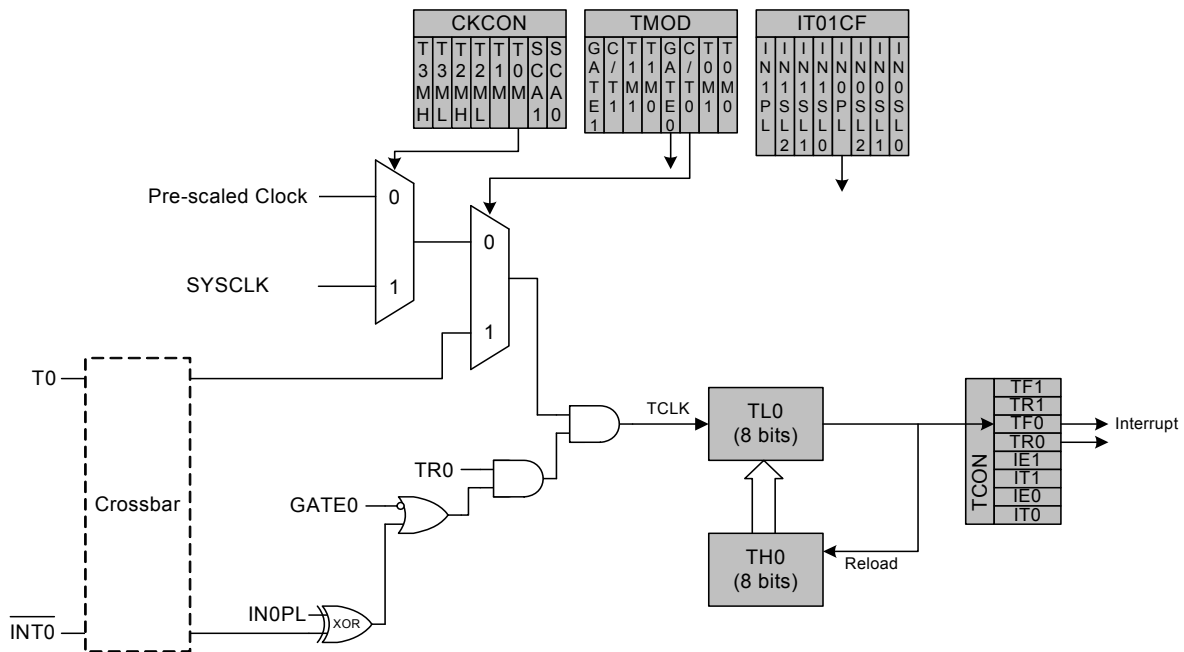 CKCON
T3MH
T3ML
T2MH
T2ML
T1M
T0M
SCA1
SCA0
TMOD
GATE1
C/T1
T1M1
T1M0
GATE0
C/T0
T0M1
T0M0
IT01CF
IN1PL
IN1SL2
IN1SL1
IN1SL0
IN0PL
IN0SL2
IN0SL1
IN0SL0
Pre-scaled Clock
0
SYSCLK
1
0
1
T0
Crossbar
INT0
GATE0
TR0
IN0PL
XOR
TCLK
TL0
(8 bits)
TH0
(8 bits)
Reload
TCON
TF1
TR1
TF0
TR0
IE1
IT1
IE0
IT0
Interrupt